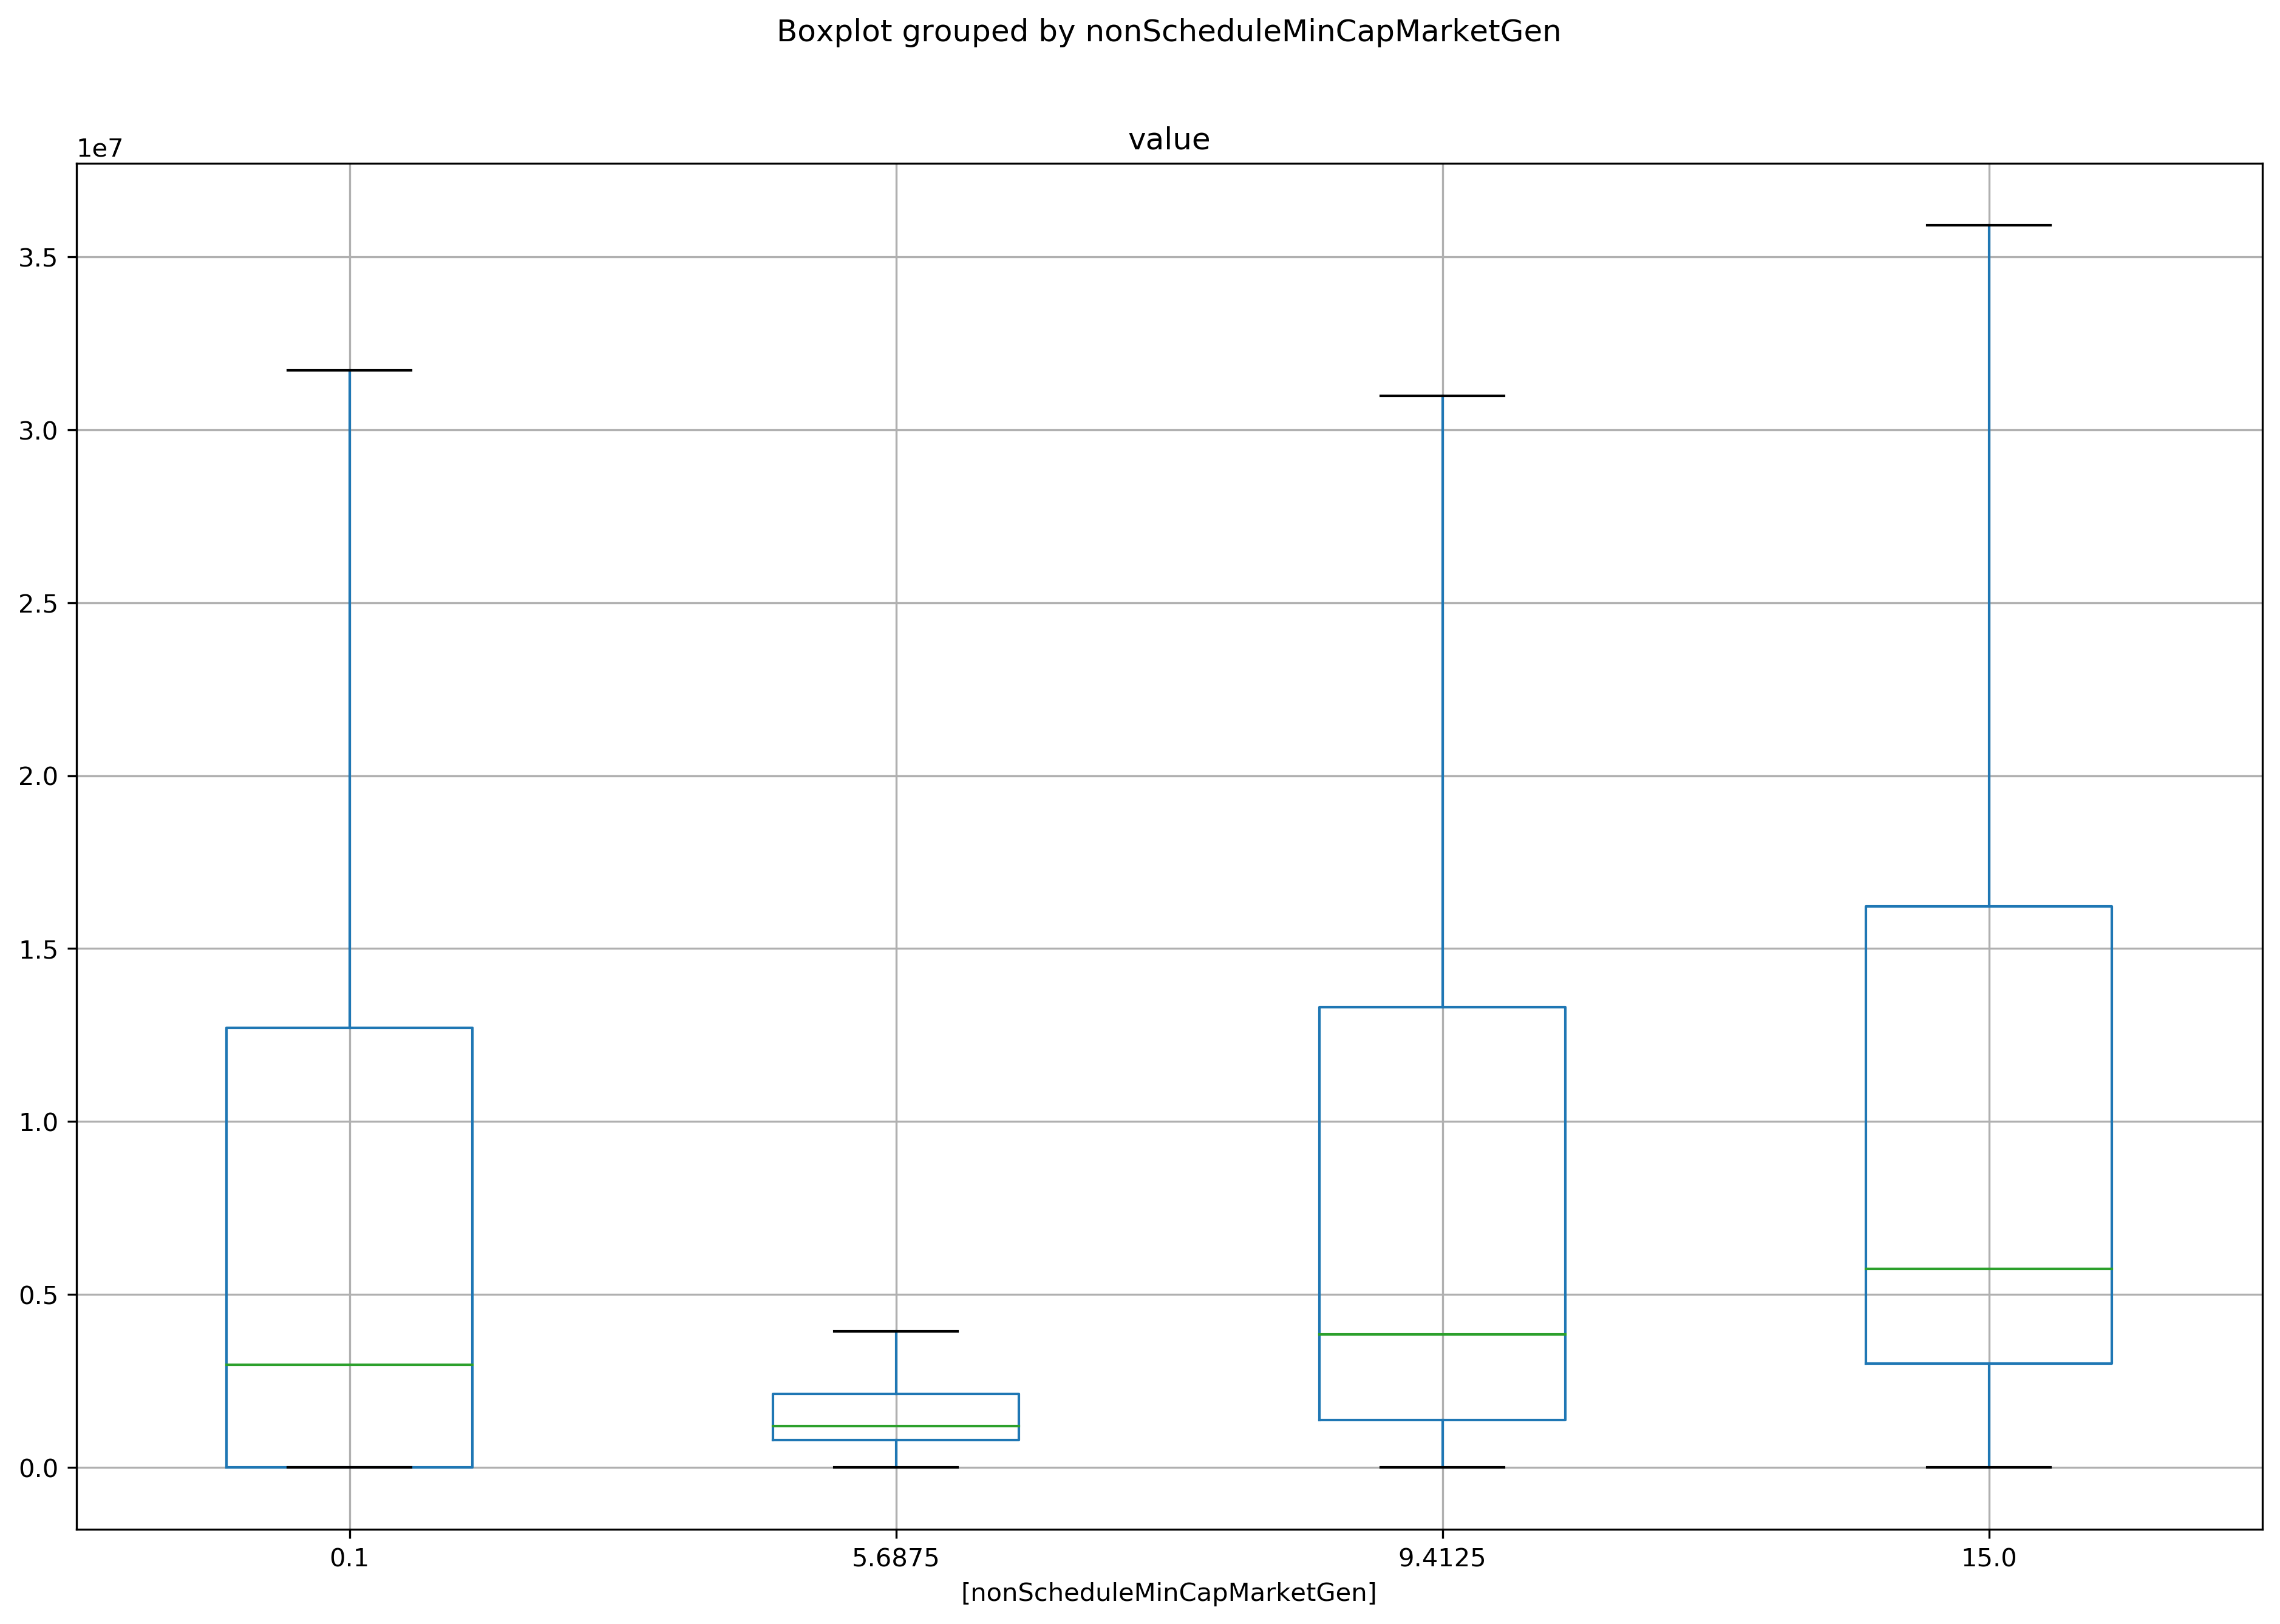 Boxplot grouped by nonScheduleMinCapMarketGen
value
1e7
3.5
3.0
2.5
2.0
1.5
1.0
0.5
0.0
0.1 5.6875 9.4125 15.0
[nonScheduleMinCapMarketGen]